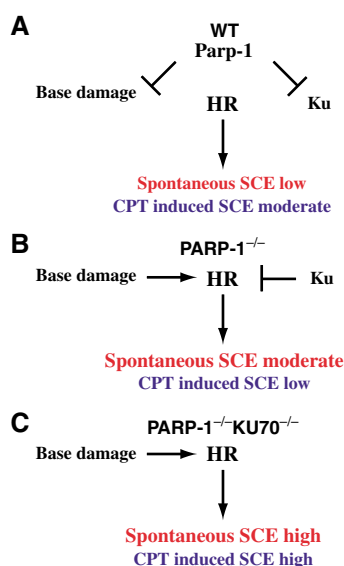 A
WT
Parp-1
Base damage
HR
Ku
Spontaneous SCE low
CPT induced SCE moderate
B
PARP-1⁻/⁻
Base damage
HR
Ku
Spontaneous SCE moderate
CPT induced SCE low
C
PARP-1⁻/⁻KU70⁻/⁻
Base damage
HR
Spontaneous SCE high
CPT induced SCE high